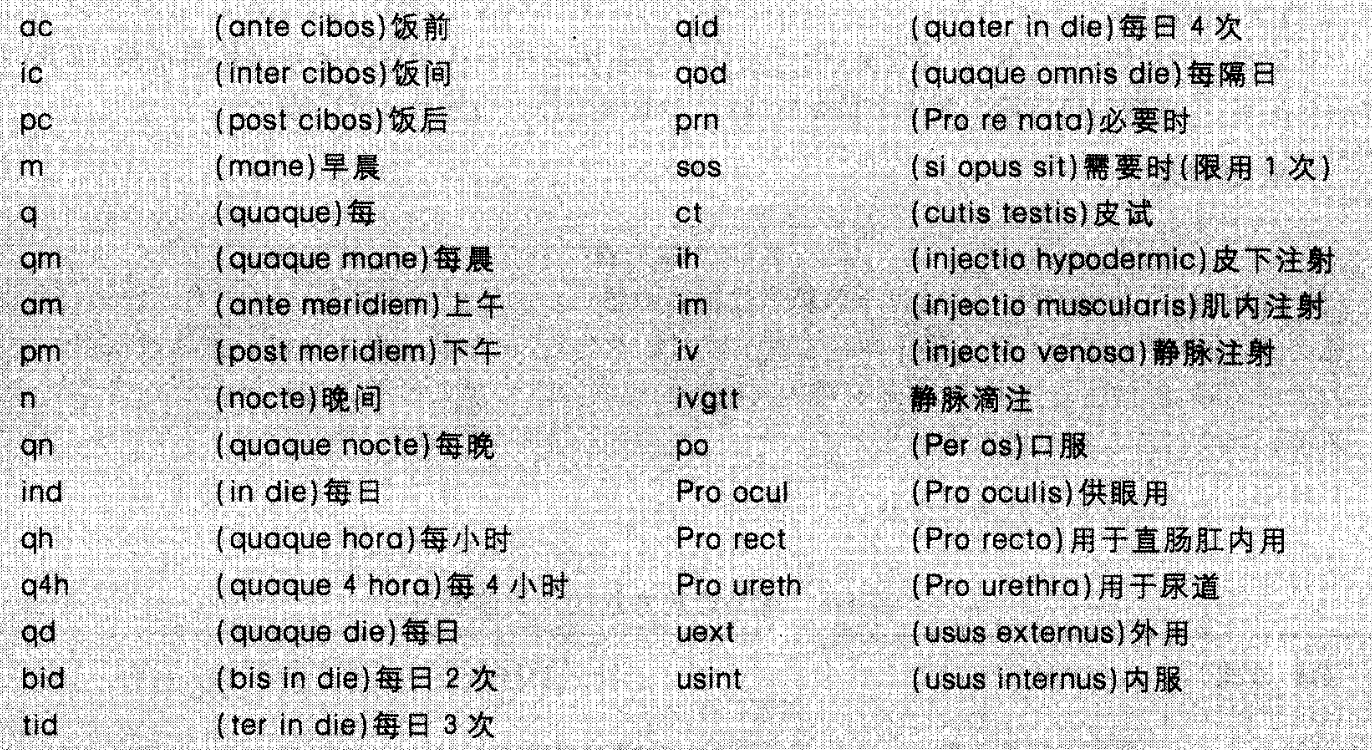 ac (ante cibos)饭前
ic (inter cibos)饭间
pc (post cibos)饭后
m (mane)早晨
q (quaque)每
qm (quaque mane)每晨
am (ante meridiem)上午
pm (post meridiem)下午
n (nocte)晚间
qn (quaque nocte)每晚
ind (in die)每日
qh (quaque hora)每小时
q4h (quaque 4 hora)每 4 小时
qd (quaque die)每日
bid (bis in die)每日 2 次
tid (ter in die)每日 3 次
qid (quater in die)每日 4 次
qod (quaque omnis die)每隔日
prn (Pro re nata)必要时
sos (si opus sit)需要时(限用 1 次)
ct (cutis testis)皮试
ih (injectio hypodermic)皮下注射
im (injectio muscularis)肌内注射
iv (injectio venosa)静脉注射
ivgtt 静脉滴注
po (Per os)口服
Pro ocul (Pro oculis)供眼用
Pro rect (Pro recto)用于直肠肛内用
Pro ureth (Pro urethra)用于尿道
uext (usus externus)外用
usint (usus internus)内服